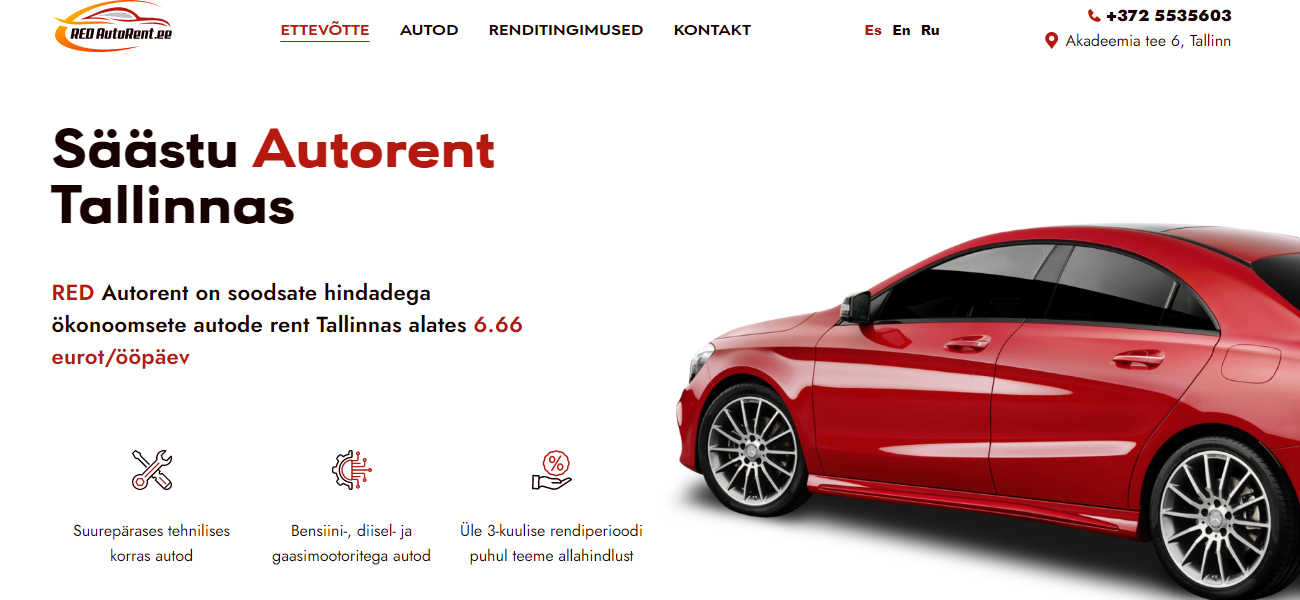 RED AutoRent.ee
ETTEVÕTTE AUTOD RENDITINGIMUSED KONTAKT
Es En Ru
+372 5535603
Akadeemia tee 6, Tallinn
Säästu Autorent
Tallinnas
RED Autorent on soodsate hindadega
ökonoomsete autode rent Tallinnas alates 6.66
eurot/ööpäev
%
Suurepärases tehnilises
korras autod
Bensiini-, diisel- ja
gaasimootoritega autod
Üle 3-kuulise rendiperioodi
puhul teeme allahindlust